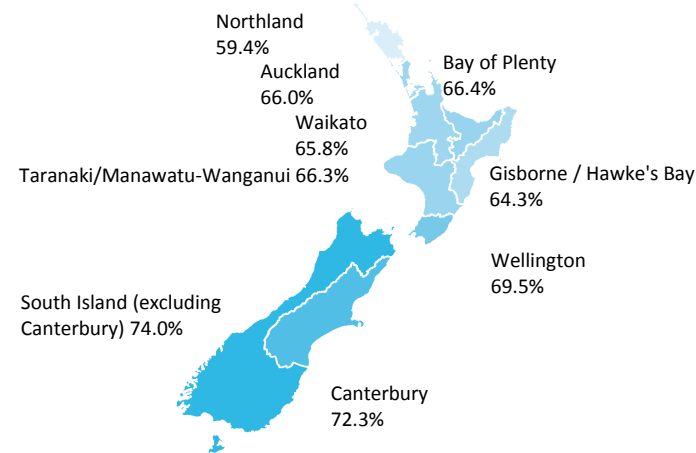 Northland
59.4%
Auckland
66.0%
Bay of Plenty
66.4%
Waikato
65.8%
Taranaki/Manawatu-Wanganui 66.3%
Gisborne / Hawke's Bay
64.3%
Wellington
69.5%
South Island (excluding
Canterbury) 74.0%
Canterbury
72.3%